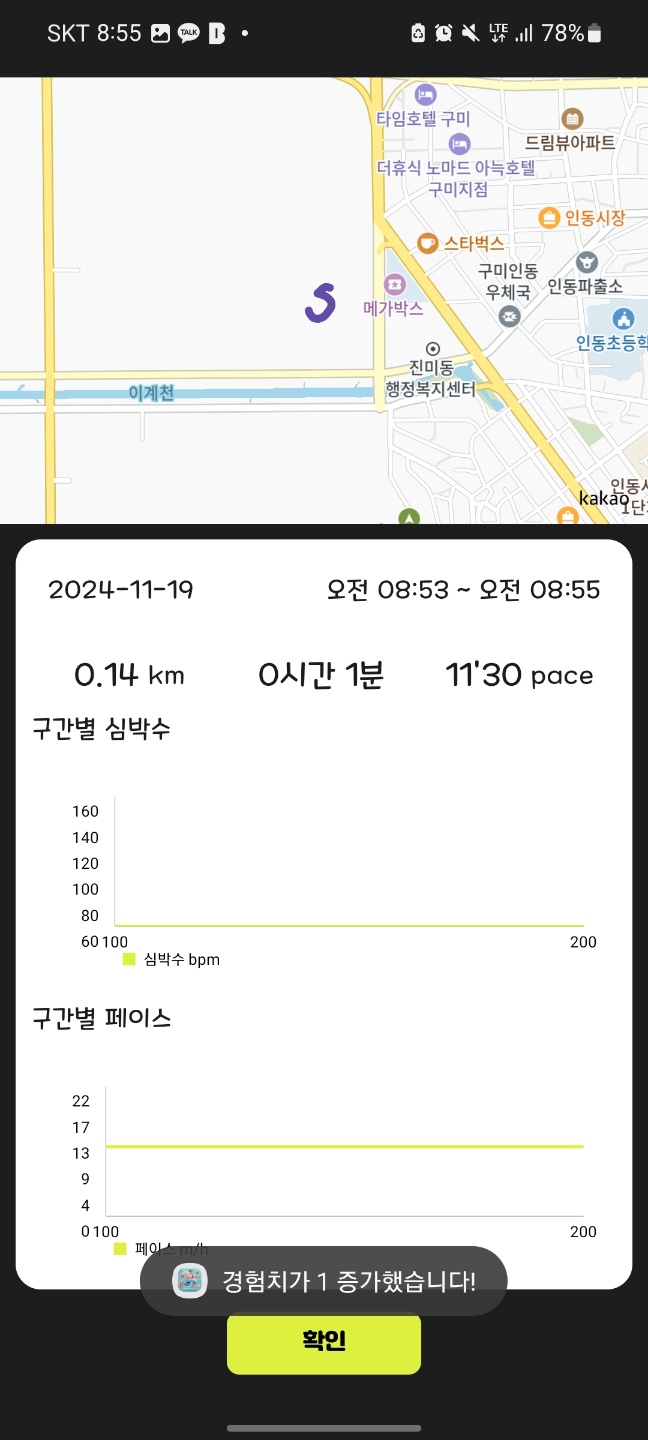 SKT 8:55 TALK LTE 78%
타임호텔 구미
드림뷰아파트
더휴식 노마드 아늑호텔
구미지점
인동시장
스타벅스
구미인동
우체국
인동파출소
메가박스
인동초등학
진미동
행정복지센터
이계천
kakao
1단
2024-11-19 오전 08:53 ~ 오전 08:55
0.14 km 0시간 1분 11'30 pace
구간별 심박수
160
140
120
100
80
60 100 200
심박수 bpm
구간별 페이스
22
17
13
9
4
0 100 200
페이스 m/h
경험치가 1 증가했습니다!
확인